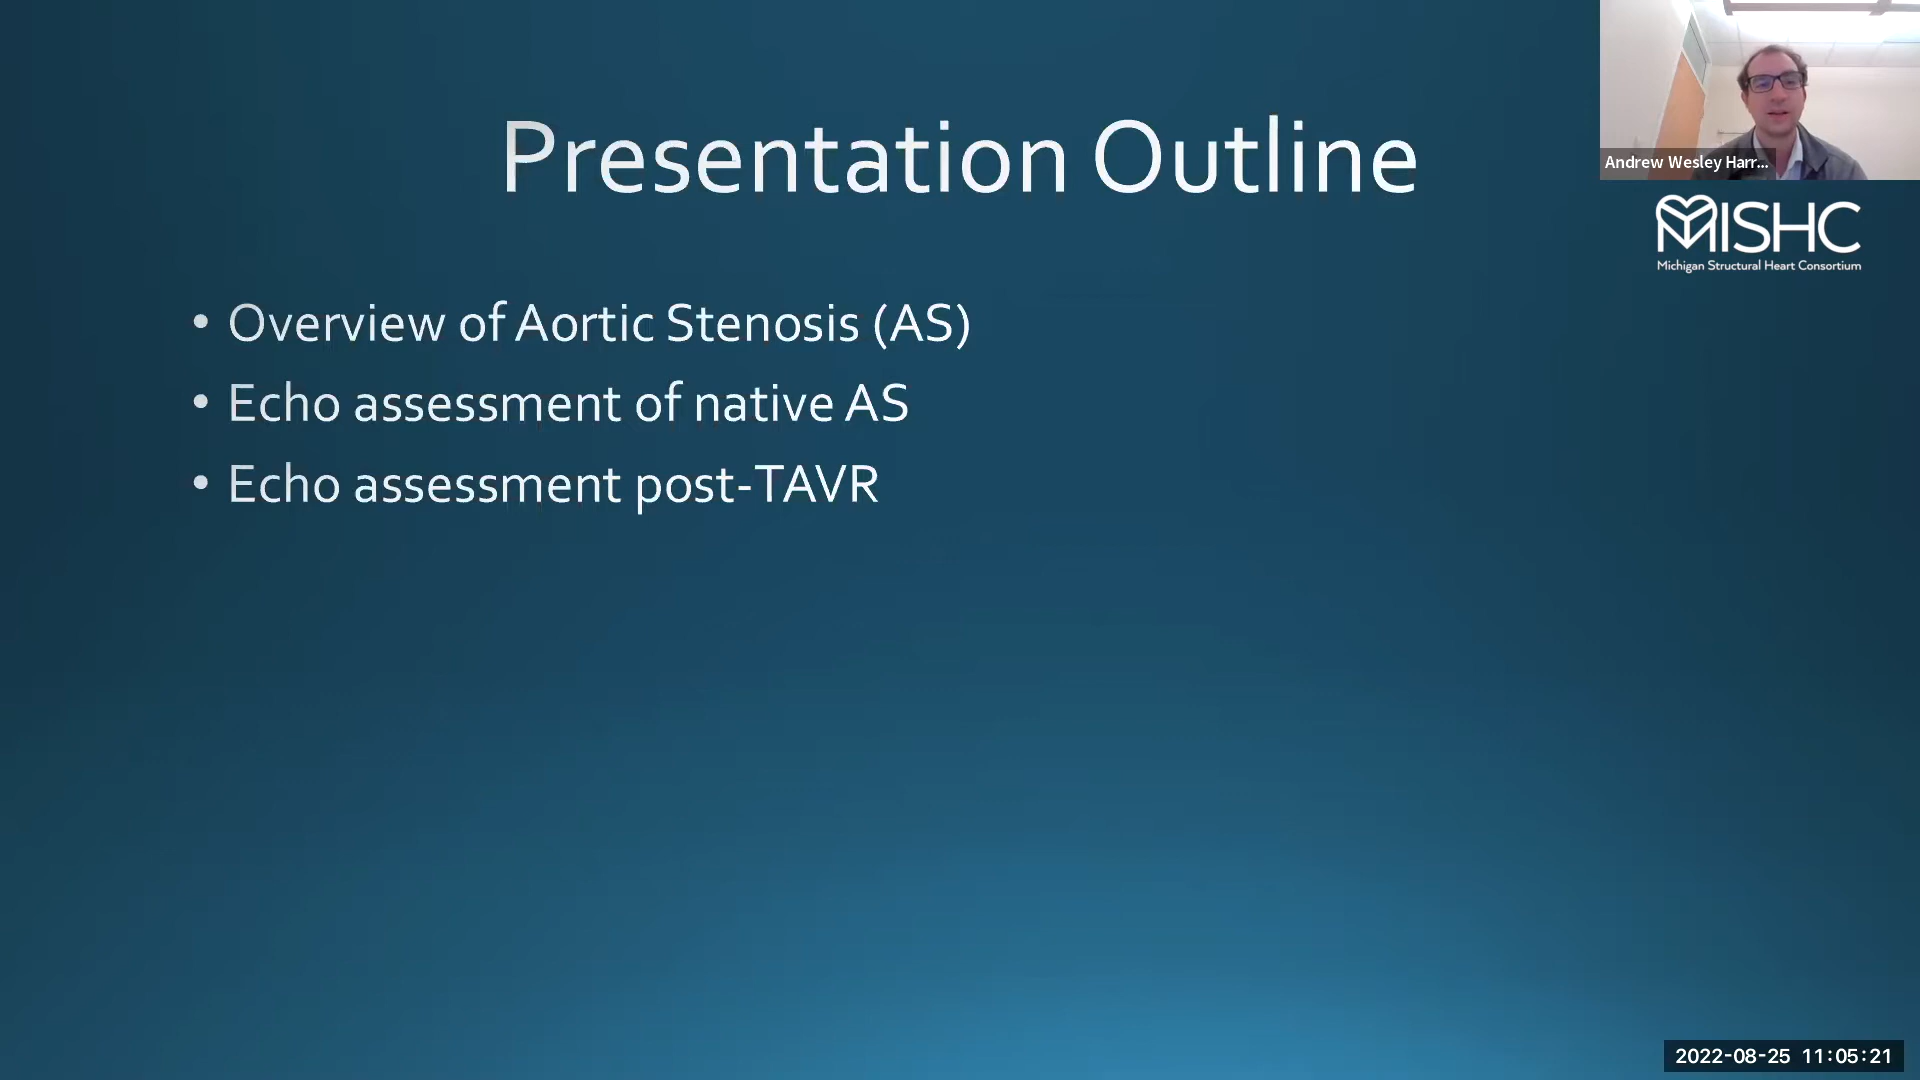 Presentation Outline
Andrew Wesley Harr...
MISHC
Michigan Structural Heart Consortium
• Overview of Aortic Stenosis (AS)
• Echo assessment of native AS
• Echo assessment post-TAVR
2022-08-25 11:05:21